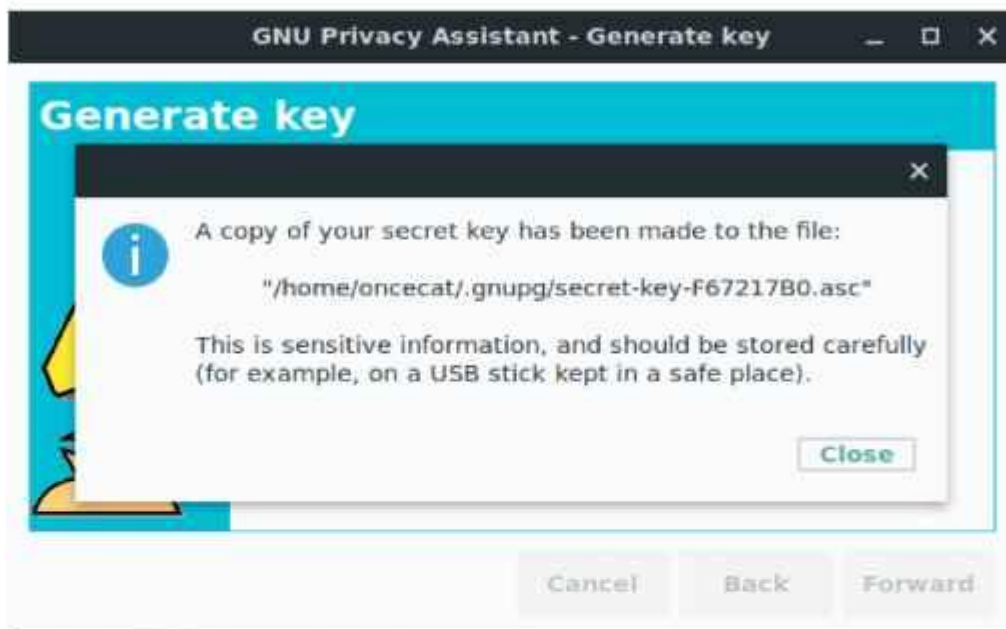 GNU Privacy Assistant - Generate key
Generate key
A copy of your secret key has been made to the file:
"/home/oncecat/.gnupg/secret-key-F67217B0.asc"
This is sensitive information, and should be stored carefully
(for example, on a USB stick kept in a safe place).
Close
Cancel Back Forward